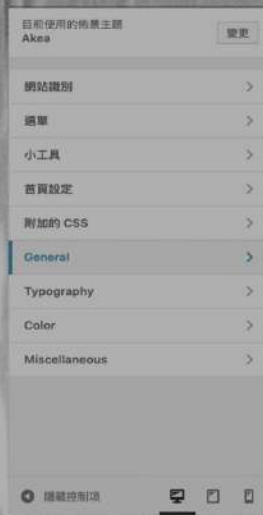 目前使用的佈景主題
Akea
變更
網站識別
選單
小工具
首頁設定
附加的 CSS
General
Typography
Color
Miscellaneous
隱藏控制項